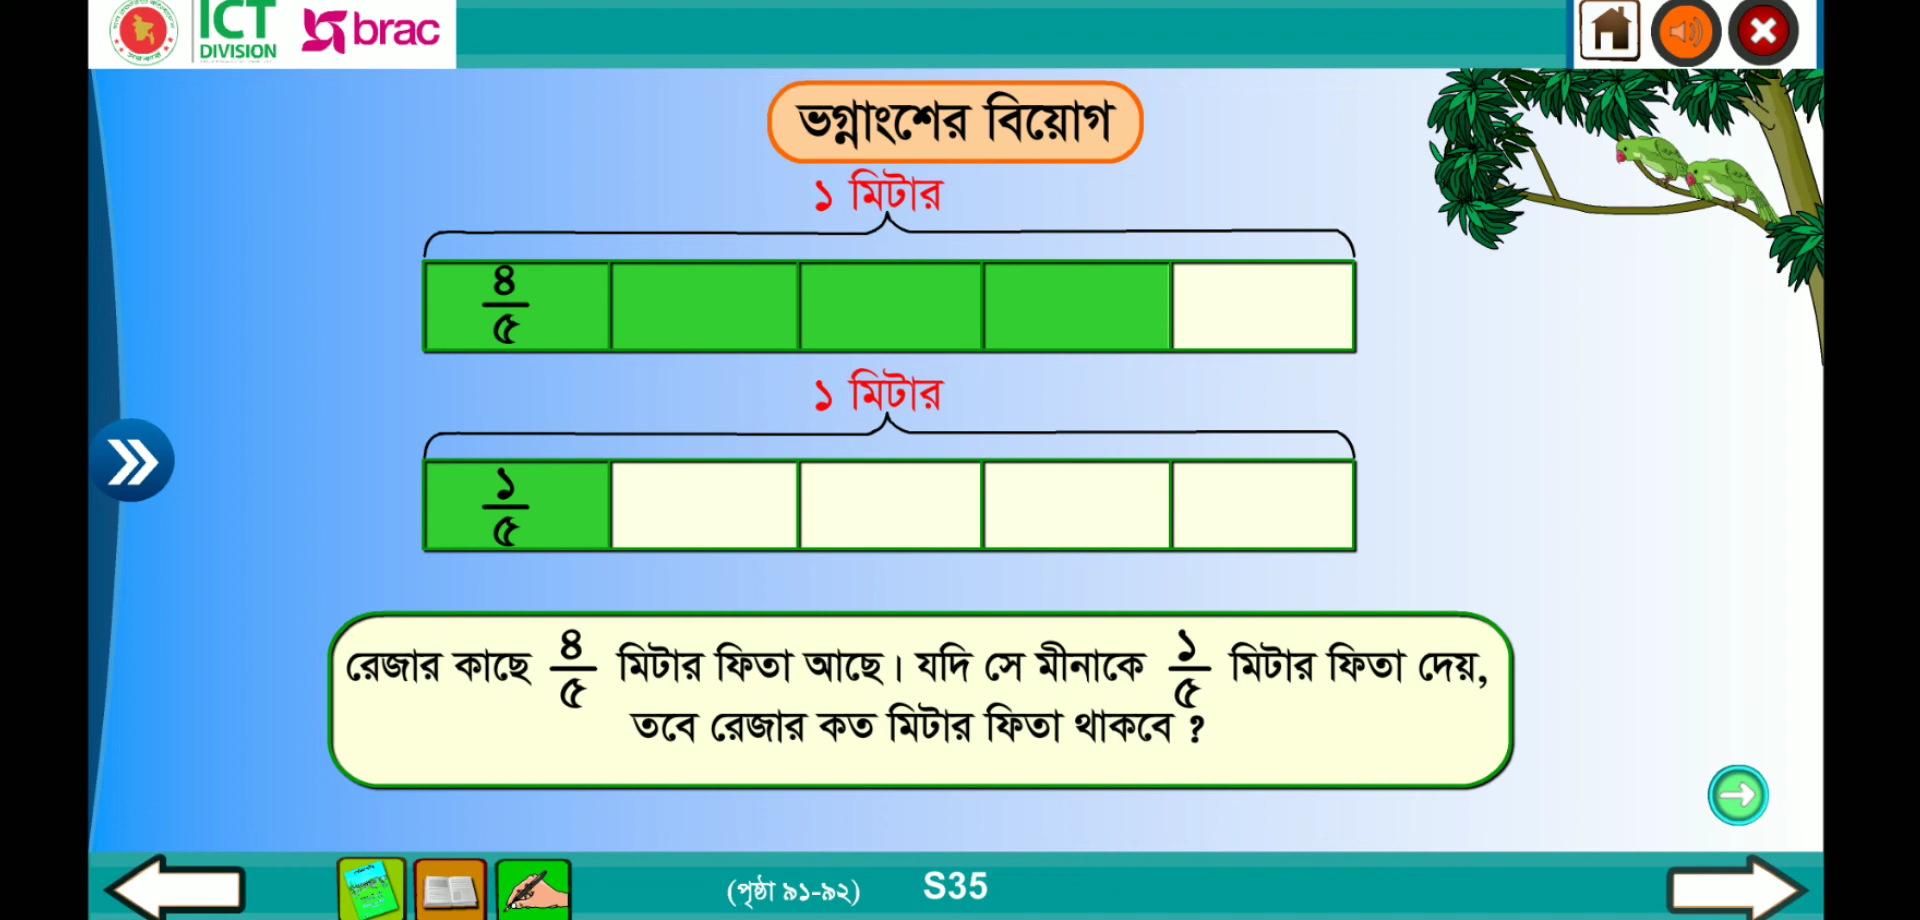 ICT
DIVISION
brac
ভগ্নাংশের বিয়োগ
১ মিটার
৪
৫
১ মিটার
১
৫
রেজার কাছে ৪/৫ মিটার ফিতা আছে। যদি সে মীনাকে ১/৫ মিটার ফিতা দেয়,
তবে রেজার কত মিটার ফিতা থাকবে ?
(পৃষ্ঠা ৯১-৯২)
S35